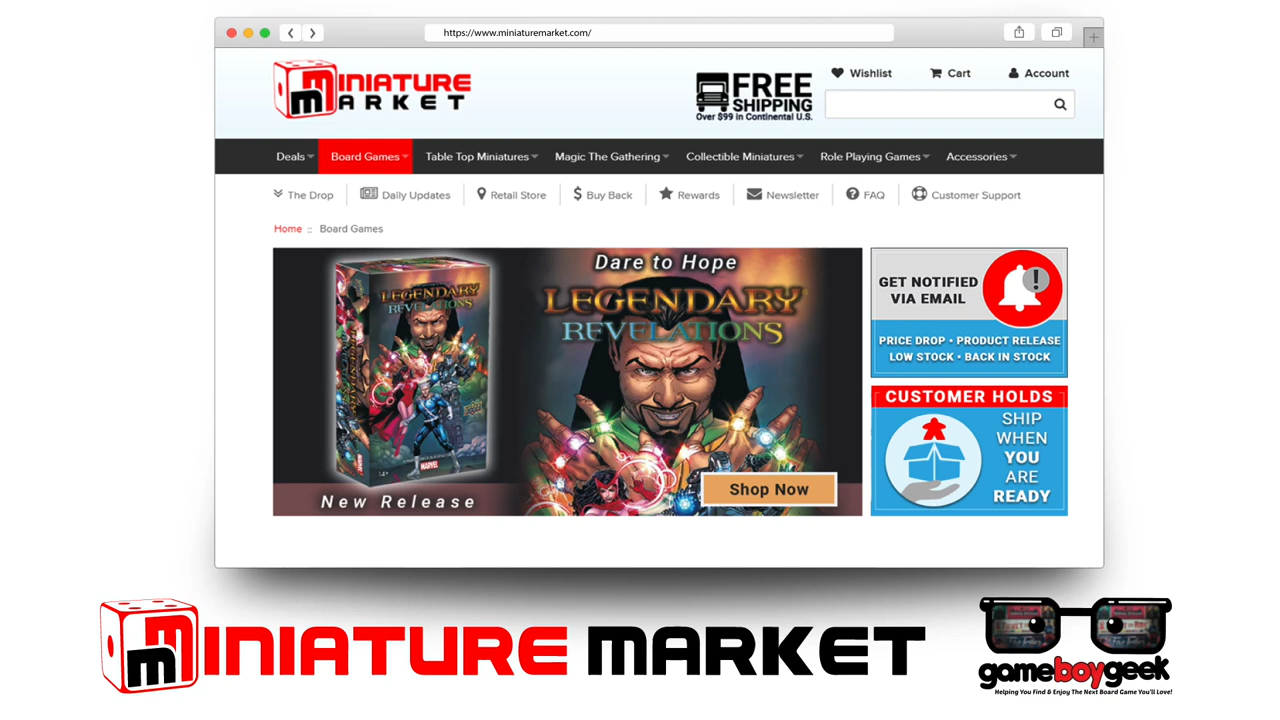 https://www.miniaturemarket.com/
MINIATURE
MARKET
FREE
SHIPPING
Over $99 in Continental U.S.
Wishlist
Cart
Account
Deals
Board Games
Table Top Miniatures
Magic The Gathering
Collectible Miniatures
Role Playing Games
Accessories
The Drop
Daily Updates
Retail Store
$ Buy Back
Rewards
Newsletter
? FAQ
Customer Support
Home :: Board Games
LEGENDARY
REVELATIONS
MARVEL
New Release
Dare to Hope
LEGENDARY
REVELATIONS
Shop Now
GET NOTIFIED
VIA EMAIL
!
PRICE DROP • PRODUCT RELEASE
LOW STOCK • BACK IN STOCK
CUSTOMER HOLDS
SHIP
WHEN
YOU
ARE
READY
MINIATURE MARKET
gameboygeek
Helping You Find & Enjoy The Next Board Game You'll Love!